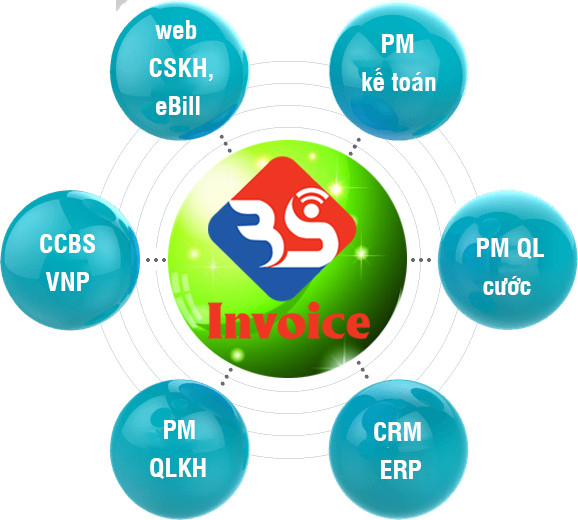 web
CSKH,
eBill
PM
kế toán
CCBS
VNP
3S
Invoice
PM QL
cước
PM
QLKH
CRM
ERP